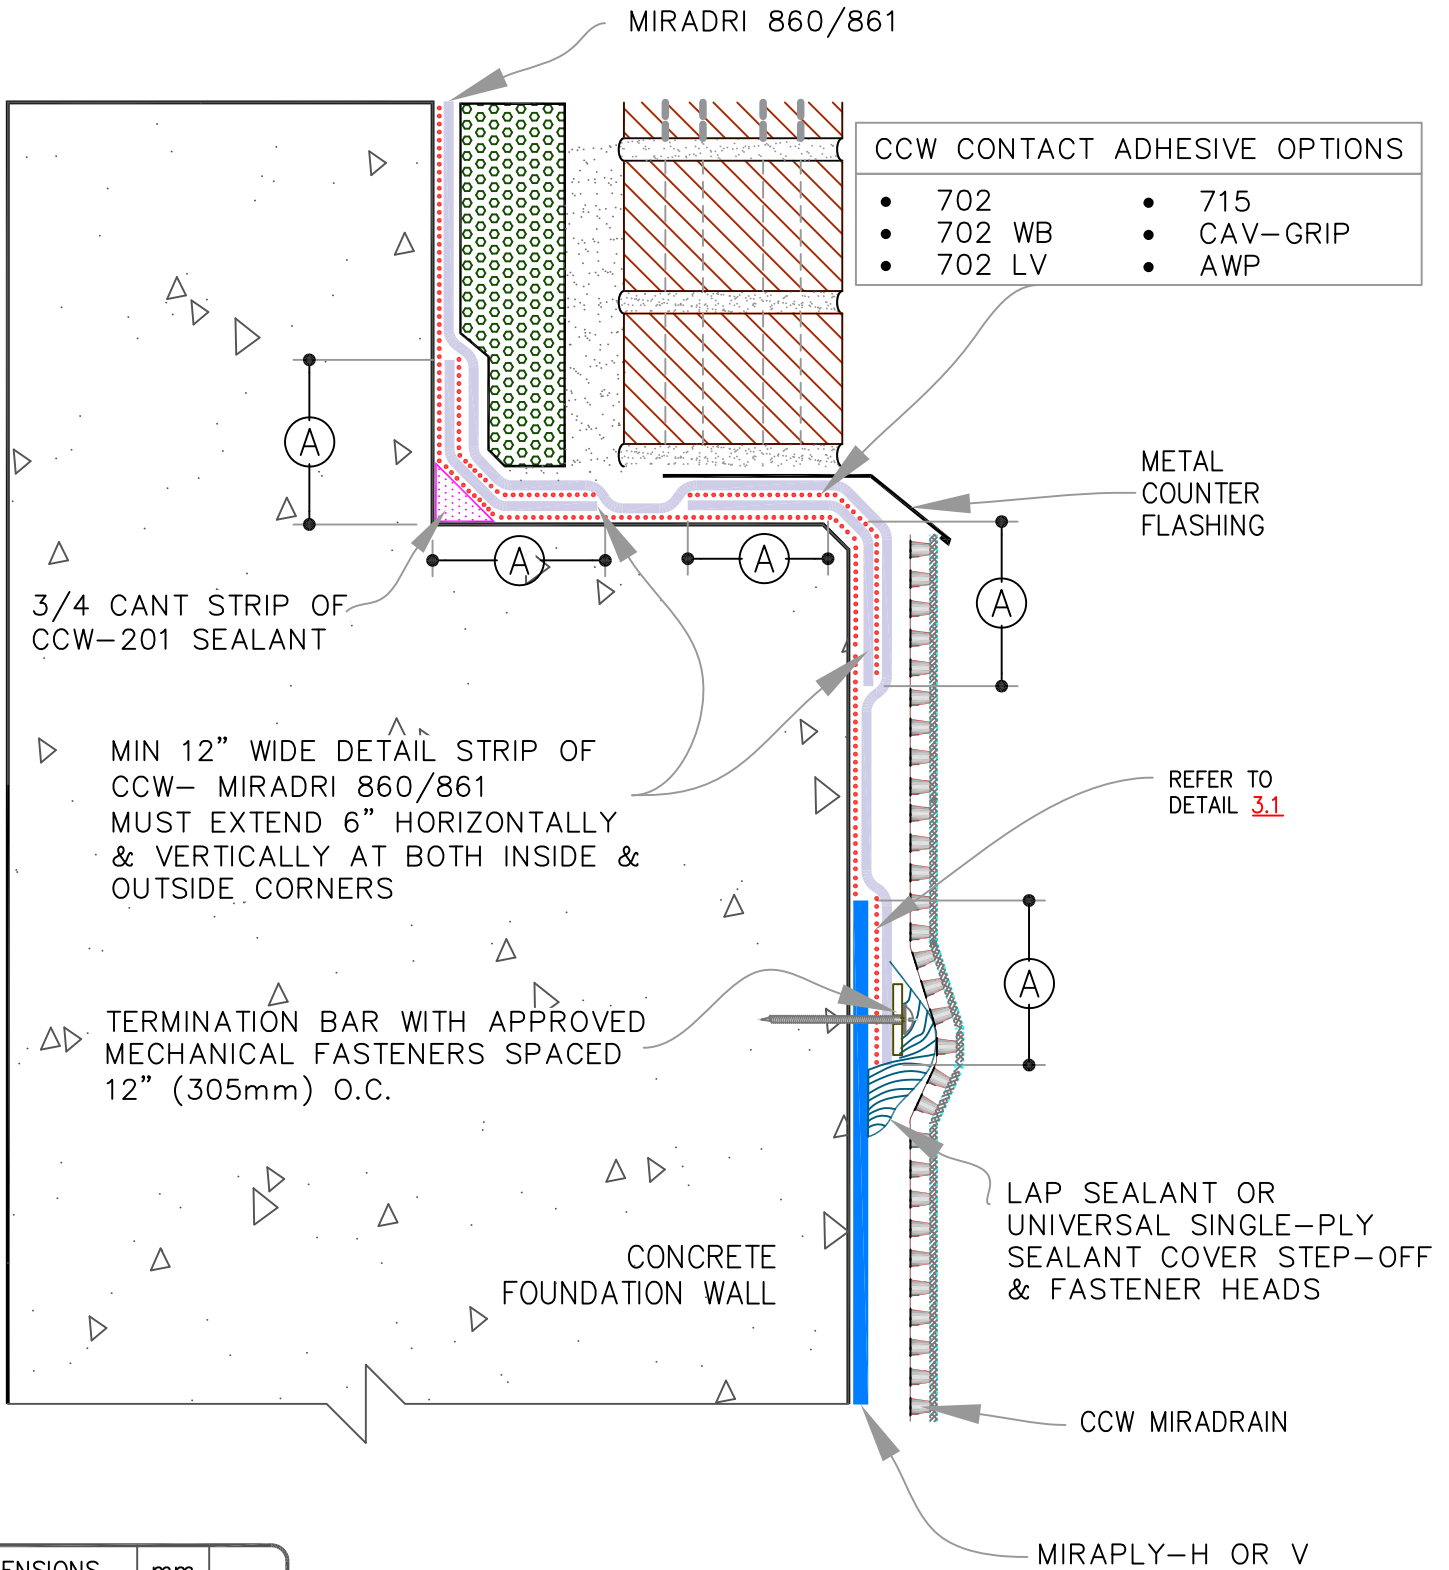 MIRADRI 860/861
CCW CONTACT ADHESIVE OPTIONS
• 702
• 702 WB
• 702 LV
• 715
• CAV-GRIP
• AWP
A
METAL
COUNTER
FLASHING
A
A
A
3/4 CANT STRIP OF
CCW-201 SEALANT
MIN 12” WIDE DETAIL STRIP OF
CCW- MIRADRI 860/861
MUST EXTEND 6” HORIZONTALLY
& VERTICALLY AT BOTH INSIDE &
OUTSIDE CORNERS
REFER TO
DETAIL 3.1
A
TERMINATION BAR WITH APPROVED
MECHANICAL FASTENERS SPACED
12” (305mm) O.C.
LAP SEALANT OR
UNIVERSAL SINGLE-PLY
SEALANT COVER STEP-OFF
& FASTENER HEADS
CONCRETE
FOUNDATION WALL
CCW MIRADRAIN
MIRAPLY-H OR V
mm